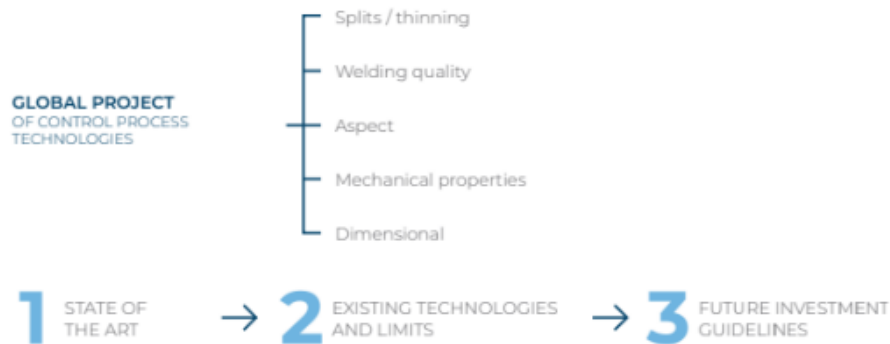 GLOBAL PROJECT
OF CONTROL PROCESS
TECHNOLOGIES
Splits / thinning
Welding quality
Aspect
Mechanical properties
Dimensional
1 STATE OF
THE ART
2 EXISTING TECHNOLOGIES
AND LIMITS
3 FUTURE INVESTMENT
GUIDELINES